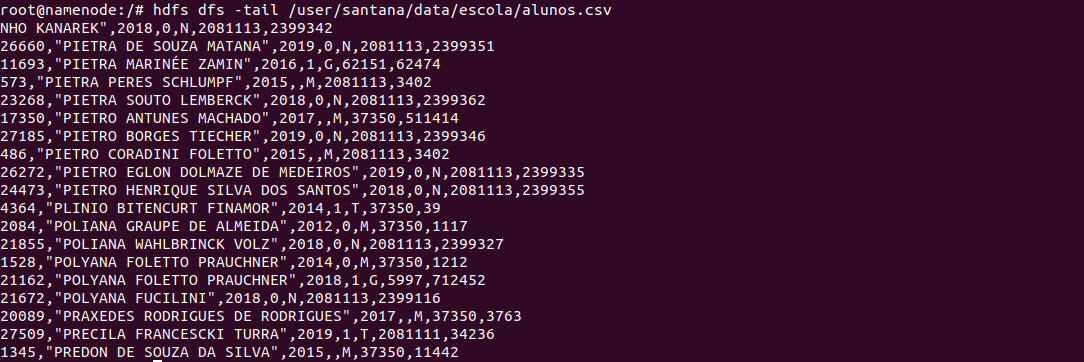 root@namenode:/# hdfs dfs -tail /user/santana/data/escola/alunos.csv
NHO KANAREK",2018,0,N,2081113,2399342
26660,"PIETRA DE SOUZA MATANA",2019,0,N,2081113,2399351
11693,"PIETRA MARINÉE ZAMIN",2016,1,G,62151,62474
573,"PIETRA PERES SCHLUMPF",2015,,M,2081113,3402
23268,"PIETRA SOUTO LEMBERCK",2018,0,N,2081113,2399362
17350,"PIETRO ANTUNES MACHADO",2017,,M,37350,511414
27185,"PIETRO BORGES TIECHER",2019,0,N,2081113,2399346
486,"PIETRO CORADINI FOLETTO",2015,,M,2081113,3402
26272,"PIETRO EGLON DOLMAZE DE MEDEIROS",2019,0,N,2081113,2399335
24473,"PIETRO HENRIQUE SILVA DOS SANTOS",2018,0,N,2081113,2399355
4364,"PLINIO BITENCURT FINAMOR",2014,1,T,37350,39
2084,"POLIANA GRAUPE DE ALMEIDA",2012,0,M,37350,1117
21855,"POLIANA WAHLBRINCK VOLZ",2018,0,N,2081113,2399327
1528,"POLYANA FOLETTO PRAUCHNER",2014,0,M,37350,1212
21162,"POLYANA FOLETTO PRAUCHNER",2018,1,G,5997,712452
21672,"POLYANA FUCILINI",2018,0,N,2081113,2399116
20089,"PRAXEDES RODRIGUES DE RODRIGUES",2017,,M,37350,3763
27509,"PRECILA FRANCESCKI TURRA",2019,1,T,2081111,34236
1345,"PREDON DE SOUZA DA SILVA",2015,,M,37350,11442